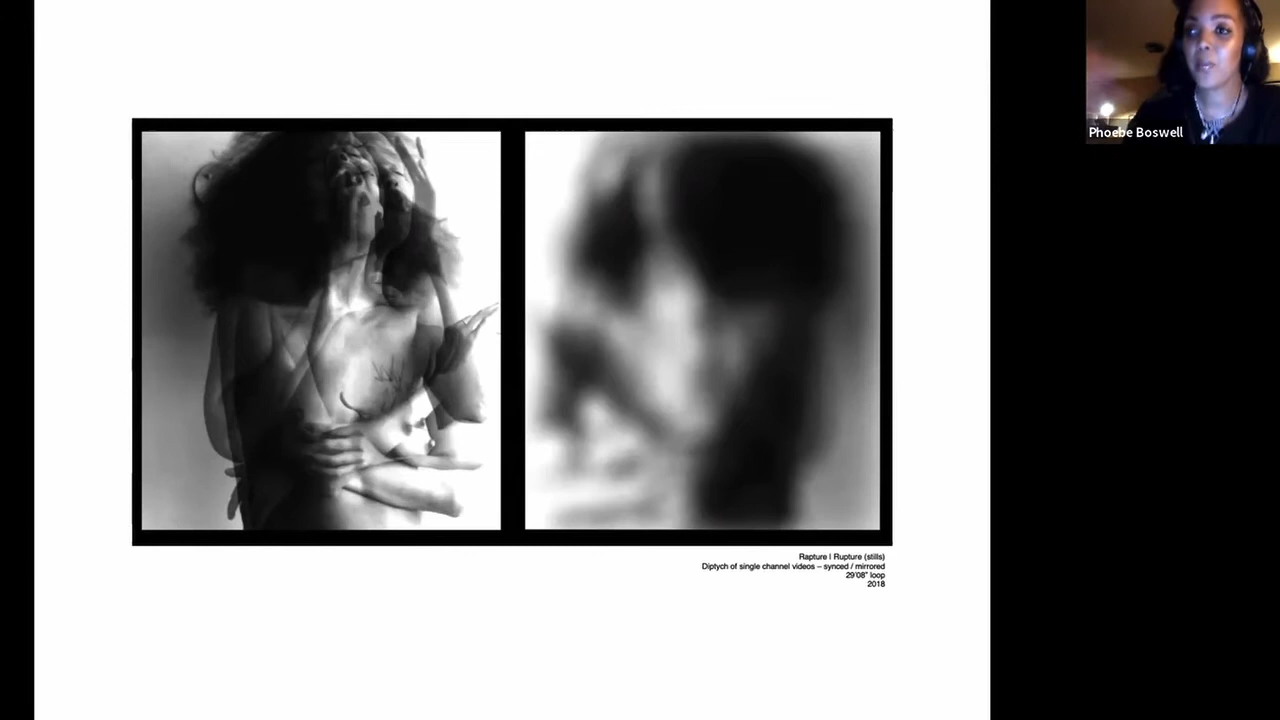 Phoebe Boswell
Rapture | Rupture (stills)
Diptych of single channel videos – synced / mirrored
29'08" loop
2018